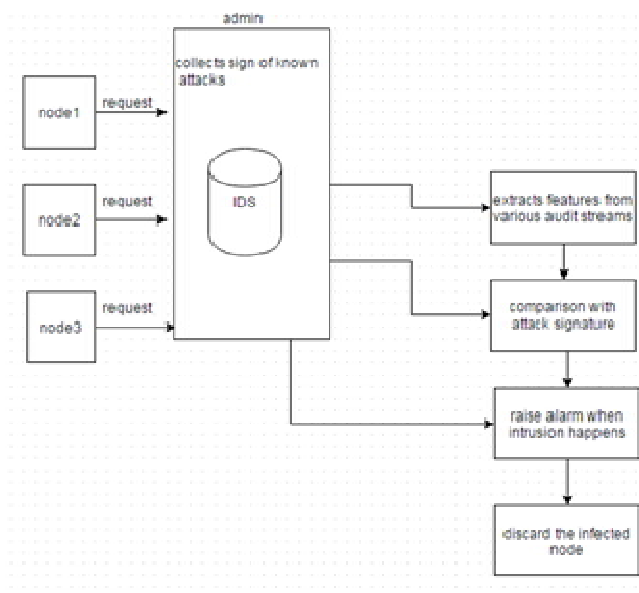 admin
collects sign of known
attacks
node1
request
IDS
node2
request
node3
request
extracts features from
various audit streams
comparison with
attack signature
raise alarm when
intrusion happens
discard the infected
node